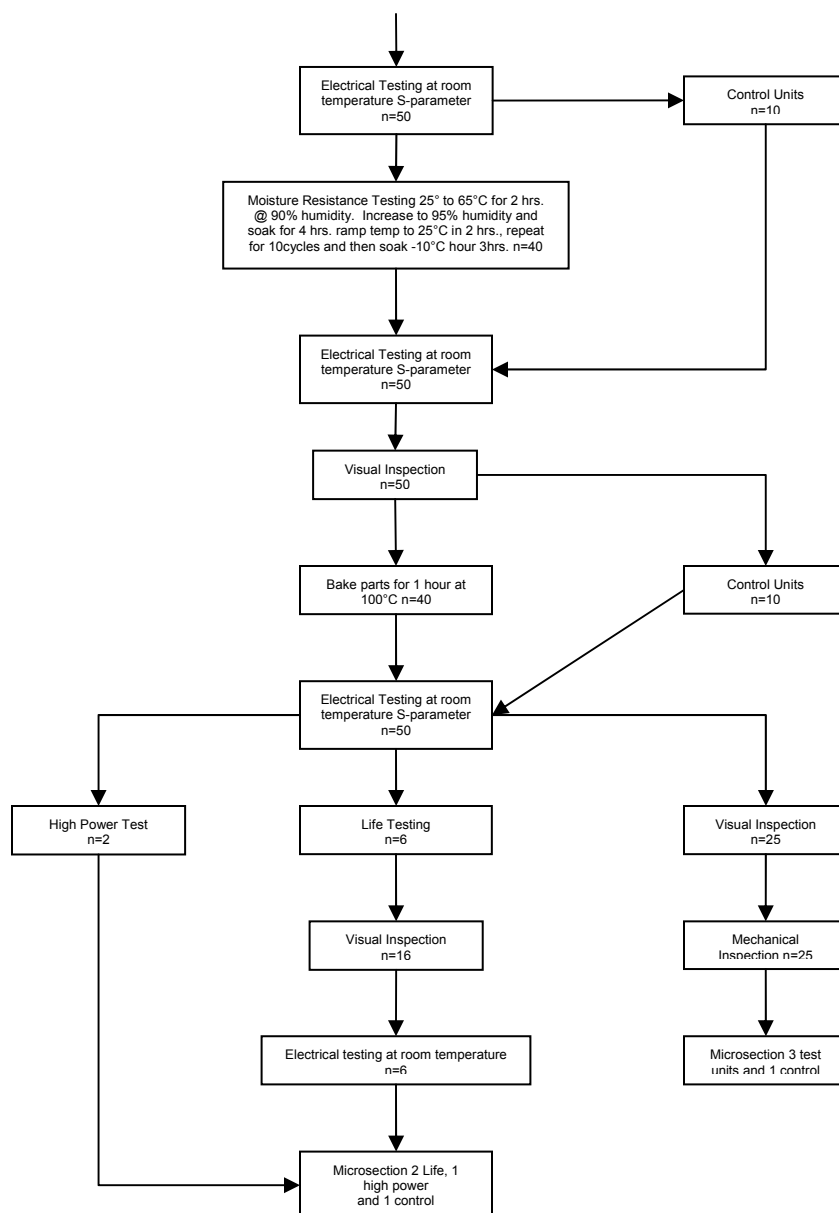 Electrical Testing at room
temperature S-parameter
n=50
Control Units
n=10
Moisture Resistance Testing 25° to 65°C for 2 hrs.
@ 90% humidity. Increase to 95% humidity and
soak for 4 hrs. ramp temp to 25°C in 2 hrs., repeat
for 10cycles and then soak -10°C hour 3hrs. n=40
Electrical Testing at room
temperature S-parameter
n=50
Visual Inspection
n=50
Bake parts for 1 hour at
100°C n=40
Control Units
n=10
Electrical Testing at room
temperature S-parameter
n=50
High Power Test
n=2
Life Testing
n=6
Visual Inspection
n=25
Visual Inspection
n=16
Mechanical
Inspection n=25
Electrical testing at room temperature
n=6
Microsection 3 test
units and 1 control
Microsection 2 Life, 1
high power
and 1 control